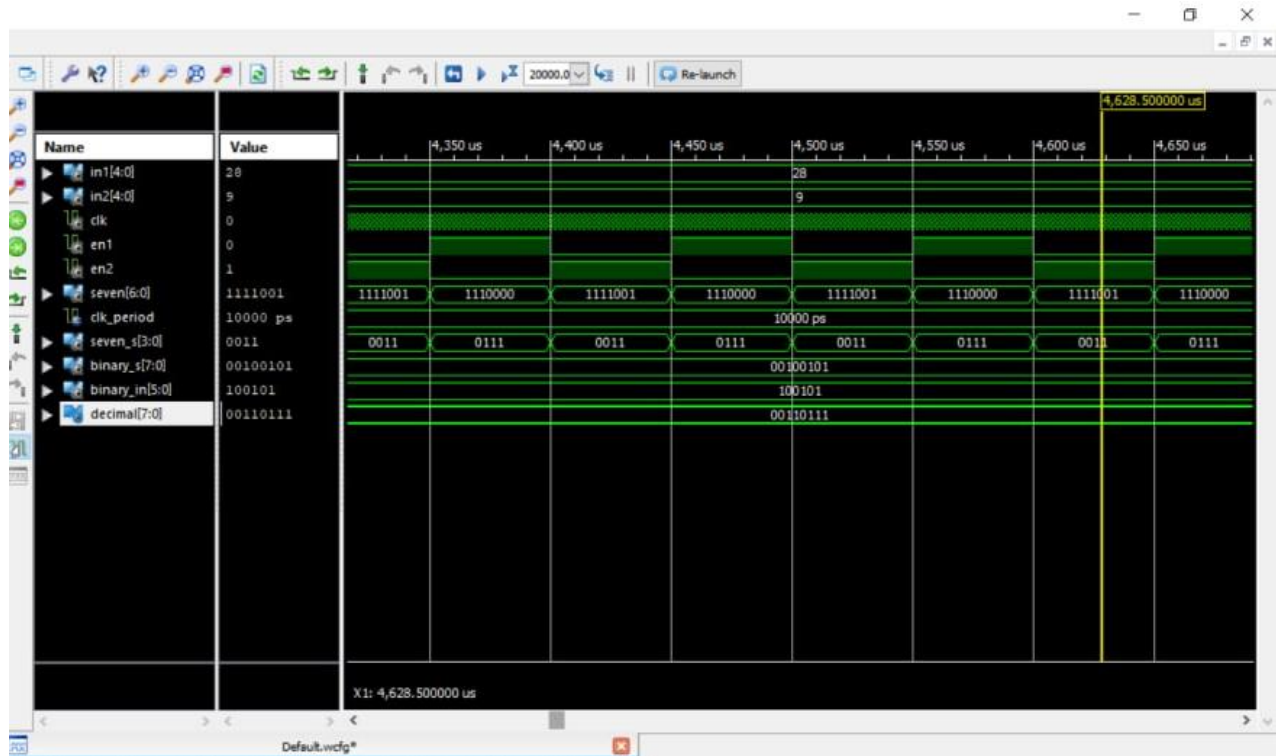 20000.0
Re-launch
4,628.500000 us
Name Value
4,350 us 4,400 us 4,450 us 4,500 us 4,550 us 4,600 us 4,650 us
in1[4:0] 28 28
in2[4:0] 9 9
clk 0
en1 0
en2 1
seven[6:0] 1111001 1111001 1110000 1111001 1110000 1111001 1110000 1111001 1110000
clk_period 10000 ps 10000 ps
seven_s[3:0] 0011 0011 0111 0011 0111 0011 0111 0011 0111
binary_s[7:0] 00100101 00100101
binary_in[5:0] 100101 100101
decimal[7:0] 00110111 00110111
X1: 4,628.500000 us
Default.wcfg*